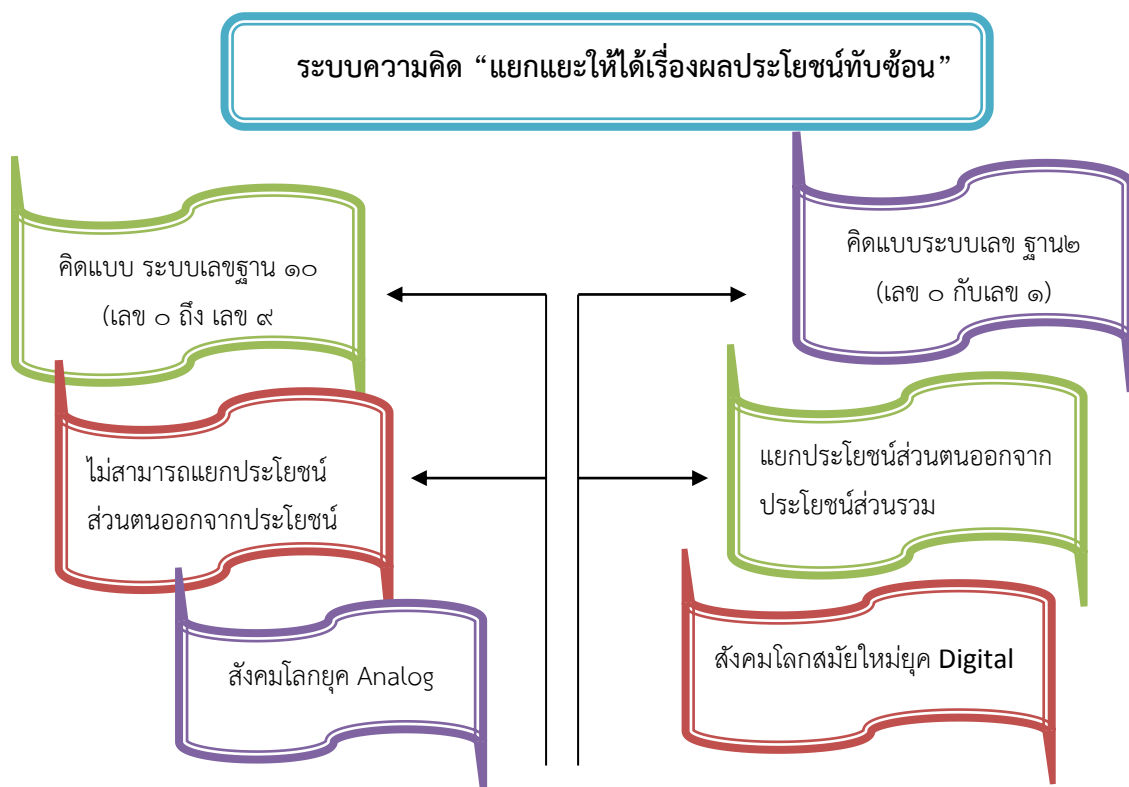 ระบบความคิด “แยกแยะให้ได้เรื่องผลประโยชน์ทับซ้อน”
คิดแบบ ระบบเลขฐาน ๑๐
(เลข ๐ ถึง เลข ๙
ไม่สามารถแยกประโยชน์
ส่วนตนออกจากประโยชน์
สังคมโลกยุค Analog
คิดแบบระบบเลข ฐาน๒
(เลข ๐ กับเลข ๑)
แยกประโยชน์ส่วนตนออกจาก
ประโยชน์ส่วนรวม
สังคมโลกสมัยใหม่ยุค Digital